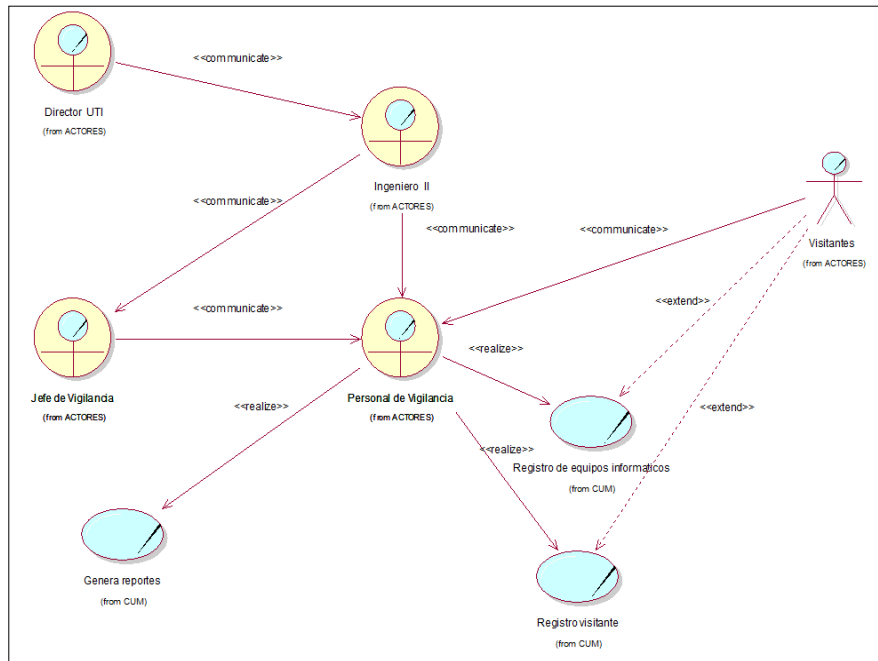 <<communicate>>
Director UTI
(from ACTORES)
Ingeniero II
(from ACTORES)
<<communicate>>
<<communicate>>
<<communicate>>
Visitantes
(from ACTORES)
<<communicate>>
<<extend>>
<<realize>>
Jefe de Vigilancia
(from ACTORES)
Personal de Vigilancia
(from ACTORES)
<<realize>>
<<extend>>
<<realize>>
Registro de equipos informaticos
(from CUM)
Genera reportes
(from CUM)
Registro visitante
(from CUM)